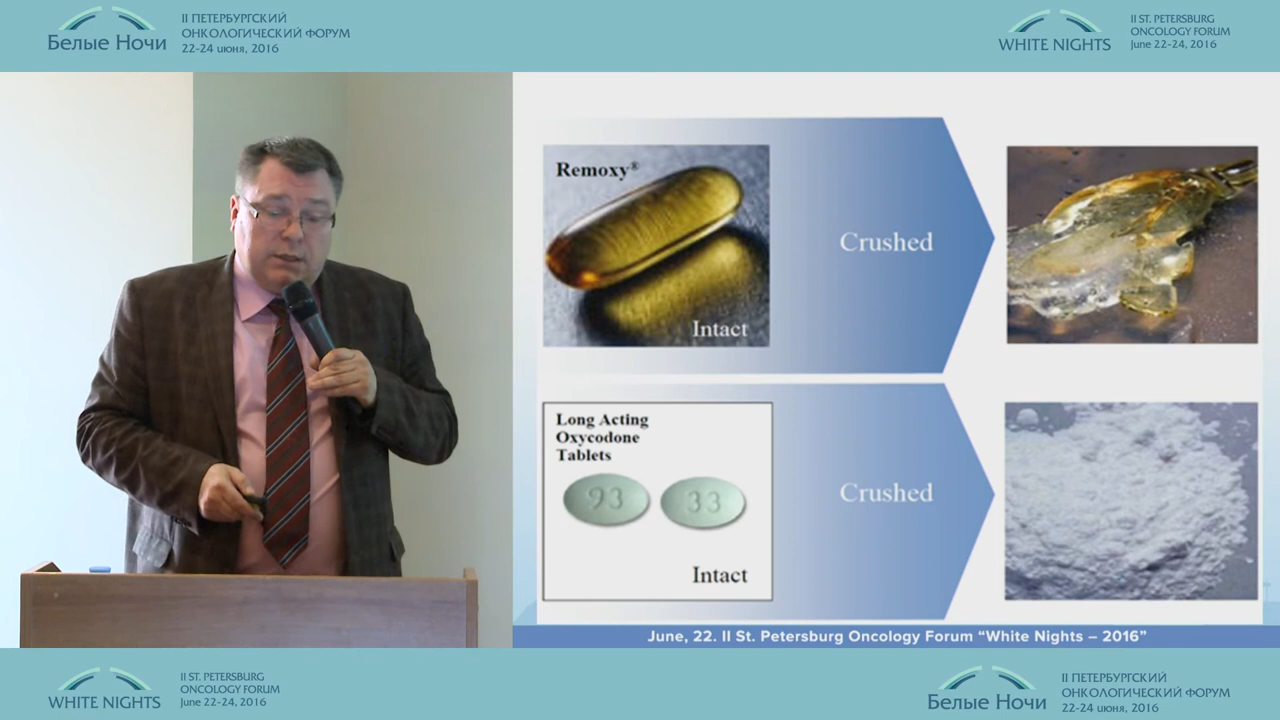 Белые Ночи
II ПЕТЕРБУРГСКИЙ
ОНКОЛОГИЧЕСКИЙ ФОРУМ
22-24 июня, 2016
WHITE NIGHTS
II ST. PETERSBURG
ONCOLOGY FORUM
June 22-24, 2016
Remoxy®
Intact
Crushed
Long Acting
Oxycodone
Tablets
93
33
Intact
Crushed
June, 22. II St. Petersburg Oncology Forum “White Nights – 2016”
WHITE NIGHTS
II ST. PETERSBURG
ONCOLOGY FORUM
June 22-24, 2016
Белые Ночи
II ПЕТЕРБУРГСКИЙ
ОНКОЛОГИЧЕСКИЙ ФОРУМ
22-24 июня, 2016